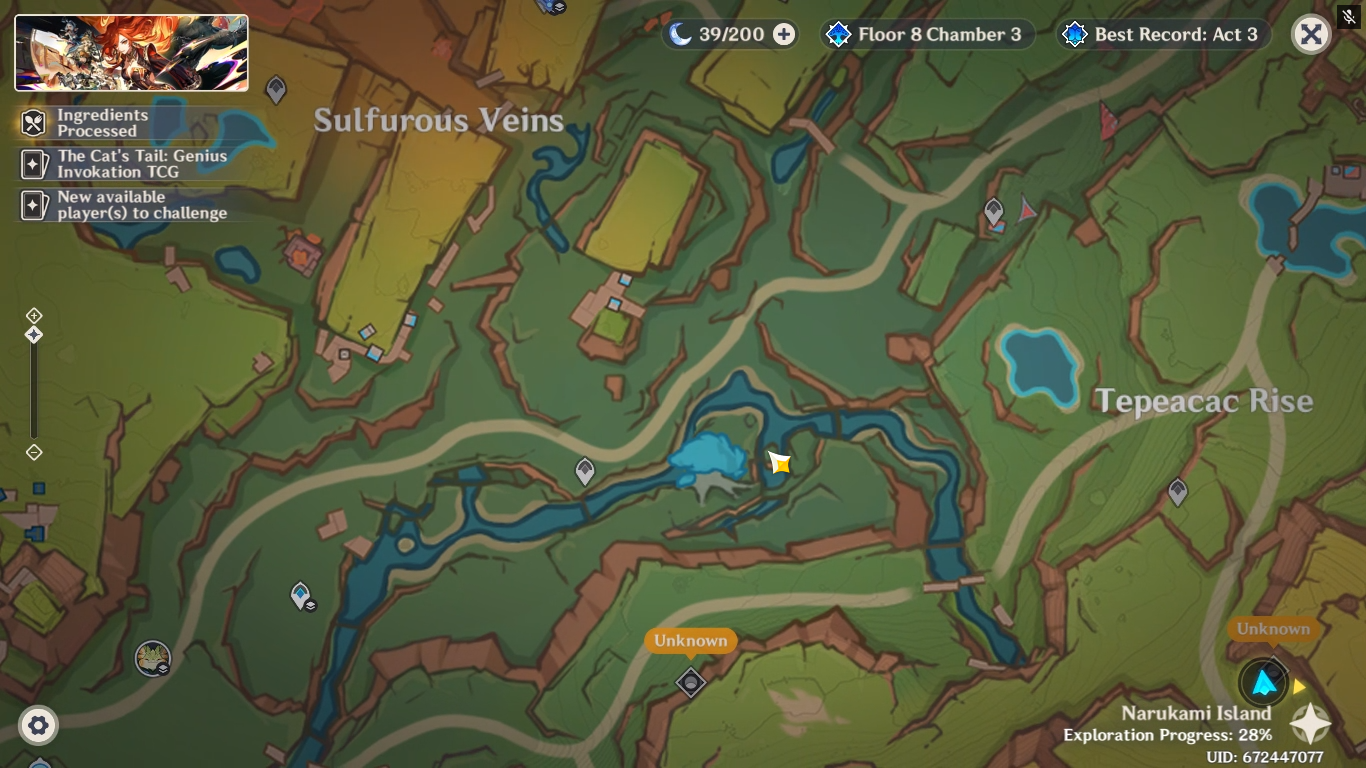 39/200
Floor 8 Chamber 3
Best Record: Act 3
Sulfurous Veins
Ingredients
Processed
The Cat's Tail: Genius
Invokation TCG
New available
player(s) to challenge
Tepeacac Rise
Unknown
Unknown
Narukami Island
Exploration Progress: 28%
UID: 672447077